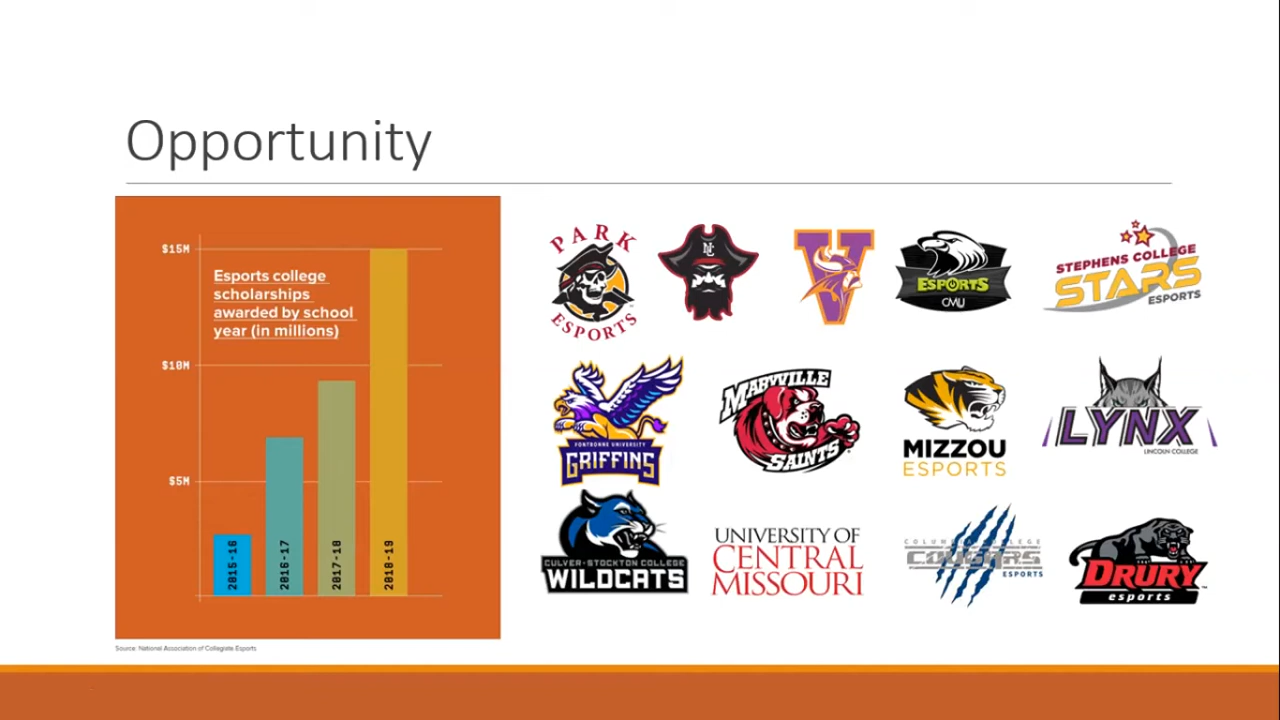 Opportunity
$15M
Esports college
scholarships
awarded by school
year (in millions)
$10M
$5M
2015-16
2016-17
2017-18
2018-19
Source: National Association of Collegiate Esports
PARK
ESPORTS
NC
V
ESPORTS
CMU
STEPHENS COLLEGE
STARS
ESPORTS
FONTBONNE UNIVERSITY
GRIFFINS
MARYVILLE
SAINTS
MIZZOU
ESPORTS
LYNX
LINCOLN COLLEGE
CULVER-STOCKTON COLLEGE
WILDCATS
UNIVERSITY OF
CENTRAL
MISSOURI
COLUMBIA COLLEGE
COUGARS
ESPORTS
DRURY
esports